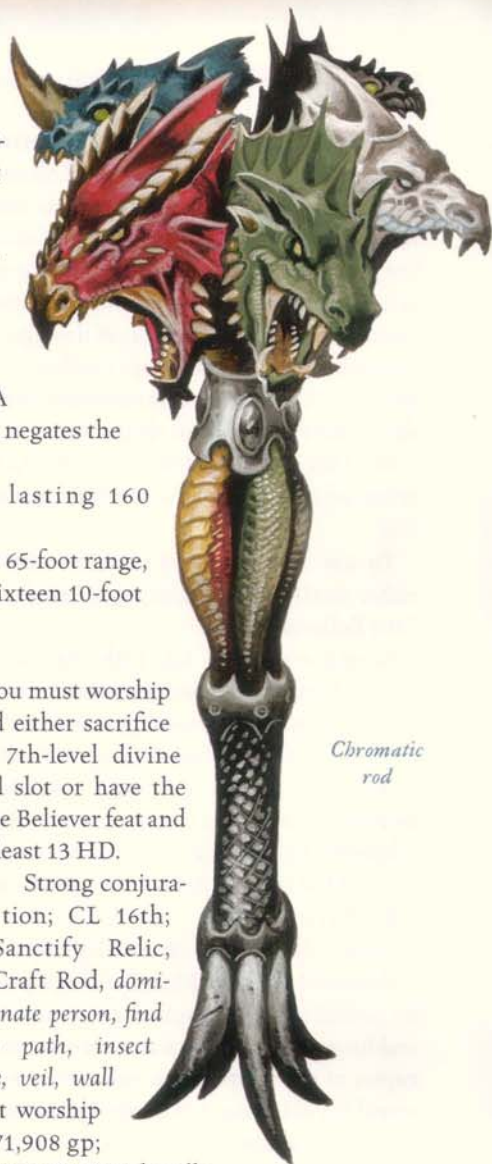 A
negates the
lasting 160
65-foot range,
ixteen 10-foot
ou must worship
d either sacrifice
7th-level divine
l slot or have the
e Believer feat and
east 13 HD.
Strong conjura-
tion; CL 16th;
Sanctify Relic,
Craft Rod, domi-
nate person, find
path, insect
, veil, wall
t worship
71,908 gp;
Chromatic
rod